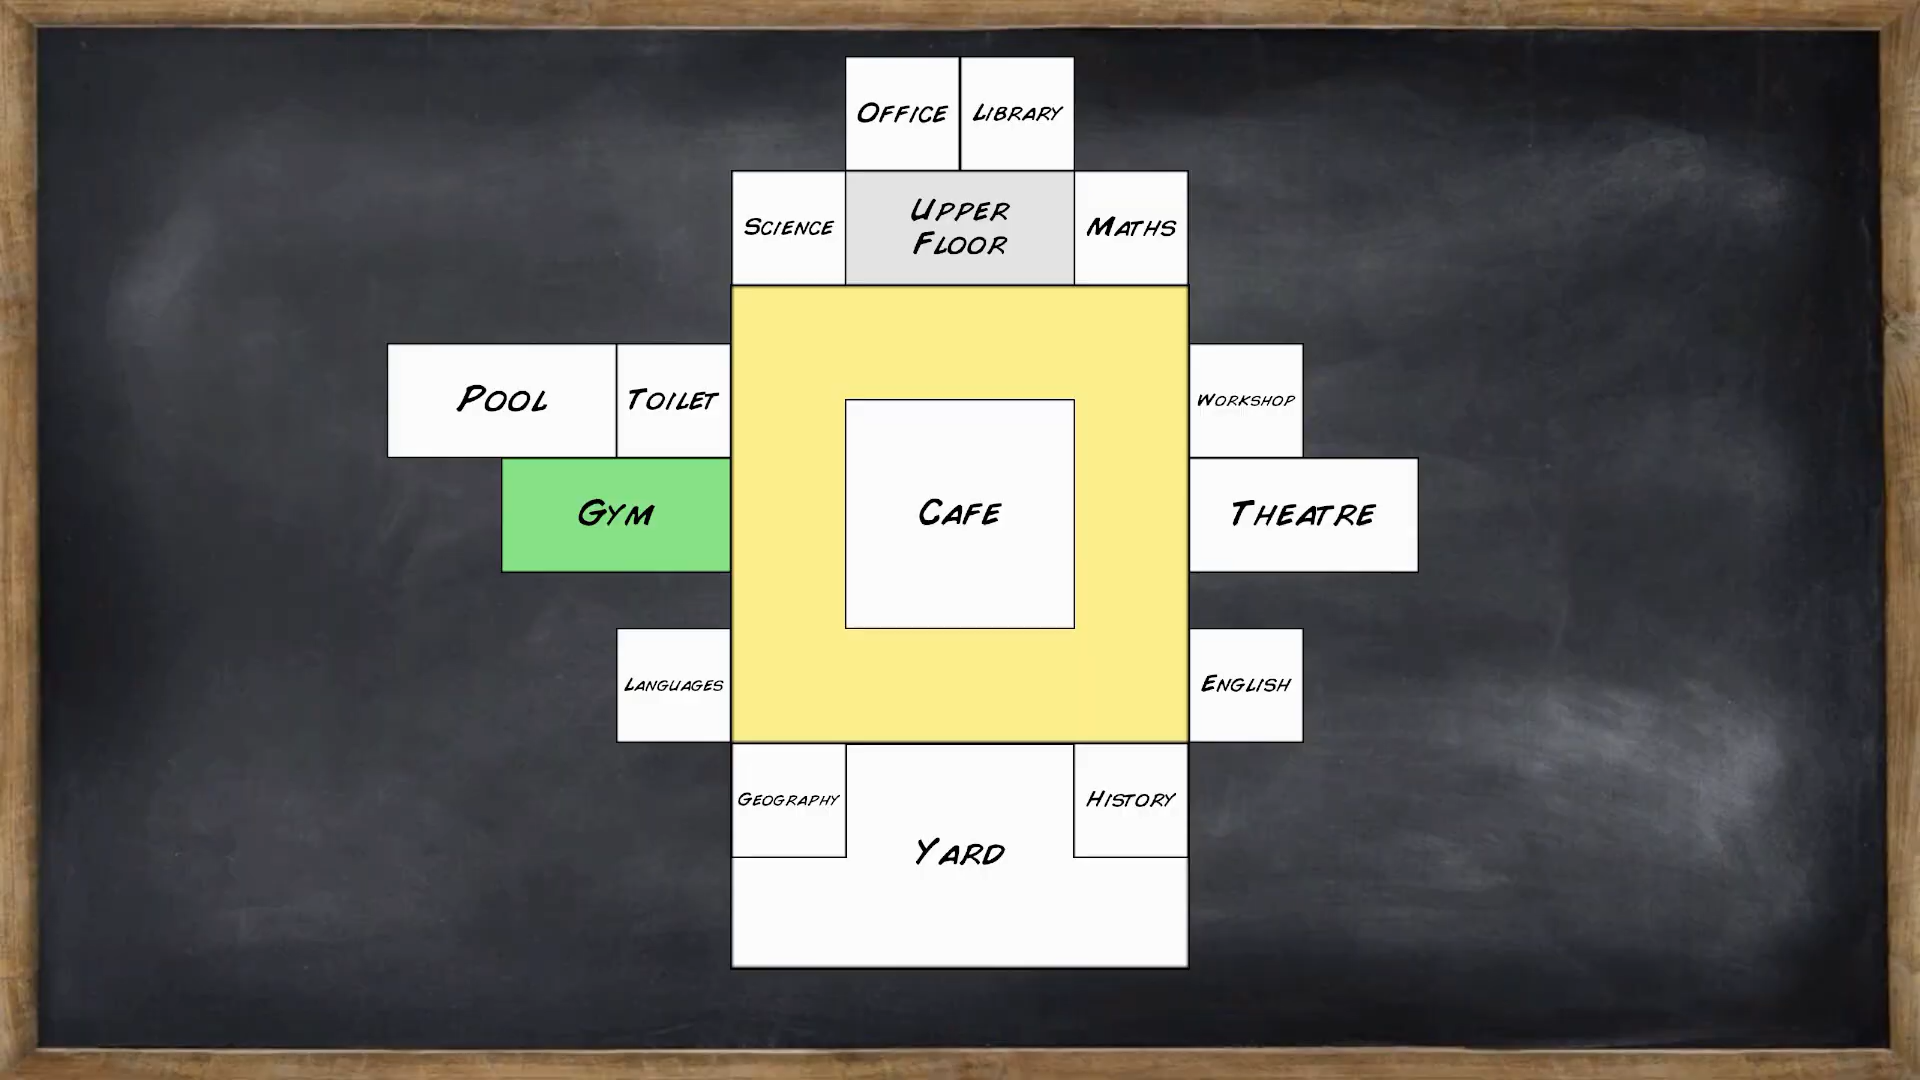 Office
Library
Science
Upper
Floor
Maths
Pool
Toilet
Workshop
Gym
Cafe
Theatre
Languages
English
Geography
History
Yard